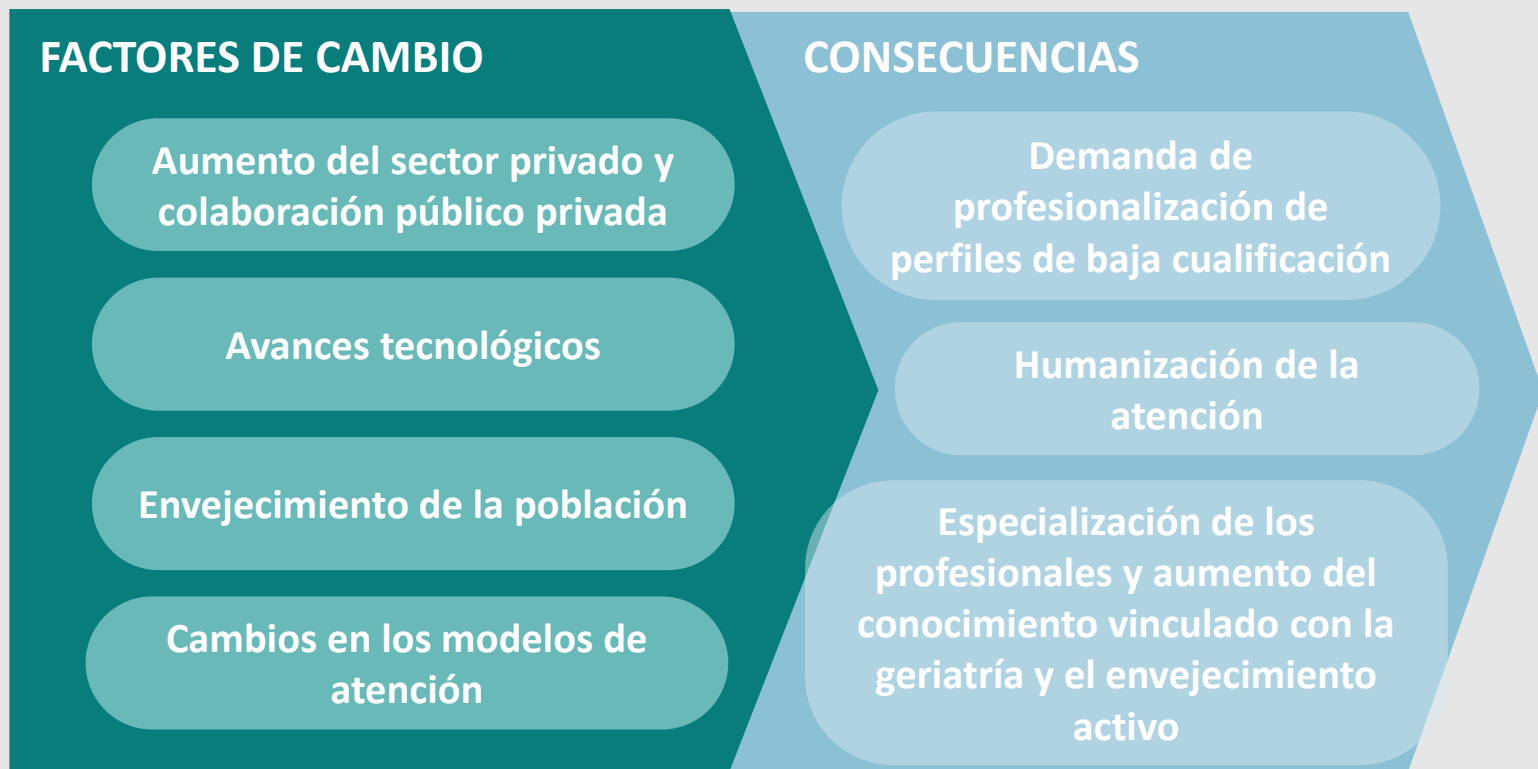 FACTORES DE CAMBIO
Aumento del sector privado y
colaboración público privada
Avances tecnológicos
Envejecimiento de la población
Cambios en los modelos de
atención
CONSECUENCIAS
Demanda de
profesionalización de
perfiles de baja cualificación
Humanización de la
atención
Especialización de los
profesionales y aumento del
conocimiento vinculado con la
geriatría y el envejecimiento
activo